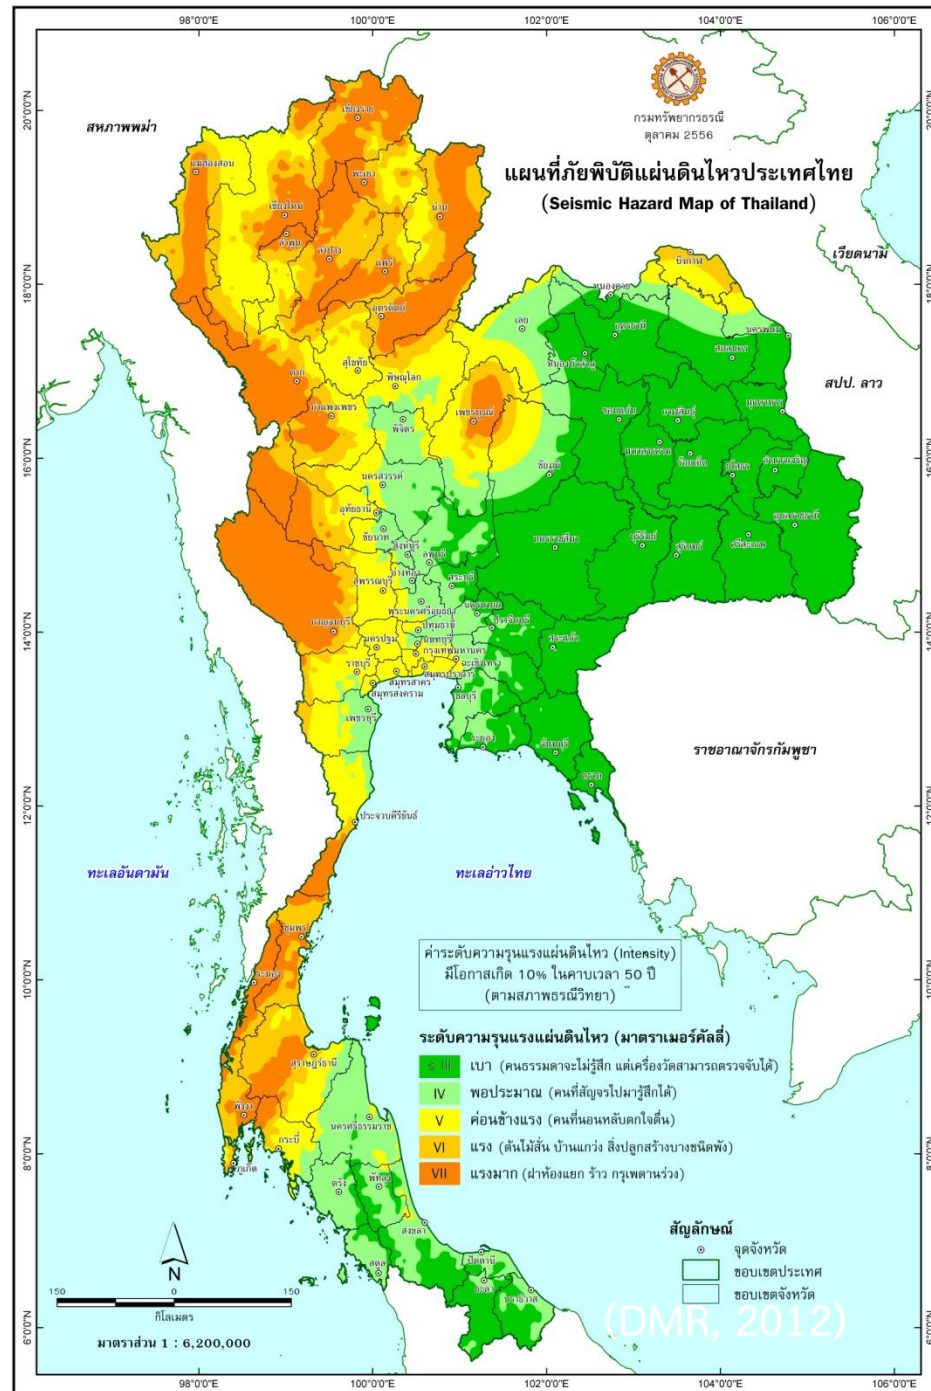 98°0'0"E
100°0'0"E
102°0'0"E
104°0'0"E
106°0'0"E
กรมทรัพยากรธรณี
ตุลาคม 2556
แผนที่ภัยพิบัติแผ่นดินไหวประเทศไทย
(Seismic Hazard Map of Thailand)
สหภาพพม่า
เวียดนาม
สปป. ลาว
ราชอาณาจักรกัมพูชา
ทะเลอันดามัน
ทะเลอ่าวไทย
20°0'0"N
18°0'0"N
16°0'0"N
14°0'0"N
12°0'0"N
10°0'0"N
8°0'0"N
6°0'0"N
เชียงราย
แม่ฮ่องสอน
พะเยา
เชียงใหม่
น่าน
ลำพูน
ลำปาง
แพร่
อุตรดิตถ์
บึงกาฬ
หนองคาย
เลย
อุดรธานี
นครพนม
สกลนคร
หนองบัวลำภู
สุโขทัย
ตาก
พิษณุโลก
กำแพงเพชร
พิจิตร
เพชรบูรณ์
ขอนแก่น
กาฬสินธุ์
มุกดาหาร
มหาสารคาม
ร้อยเอ็ด
ยโสธร
อำนาจเจริญ
ชัยภูมิ
นครสวรรค์
อุทัยธานี
ชัยนาท
สิงห์บุรี
ลพบุรี
นครราชสีมา
บุรีรัมย์
สุรินทร์
ศรีสะเกษ
อุบลราชธานี
อ่างทอง
สระบุรี
สุพรรณบุรี
พระนครศรีอยุธยา
นครนายก
ปราจีนบุรี
ปทุมธานี
กาญจนบุรี
นครปฐม
นนทบุรี
กรุงเทพมหานคร
สระแก้ว
ฉะเชิงเทรา
ราชบุรี
สมุทรสาคร
สมุทรปราการ
สมุทรสงคราม
ชลบุรี
เพชรบุรี
ระยอง
จันทบุรี
ตราด
ประจวบคีรีขันธ์
ชุมพร
ระนอง
สุราษฎร์ธานี
พังงา
กระบี่
ภูเก็ต
นครศรีธรรมราช
ตรัง
พัทลุง
สงขลา
สตูล
ปัตตานี
ยะลา
นราธิวาส
ค่าระดับความรุนแรงแผ่นดินไหว (Intensity)
มีโอกาสเกิด 10% ในคาบเวลา 50 ปี
(ตามสภาพธรณีวิทยา)
ระดับความรุนแรงแผ่นดินไหว (มาตราเมอร์คัลลี่)
≤ III เบา (คนธรรมดาจะไม่รู้สึก แต่เครื่องวัดสามารถตรวจจับได้)
IV พอประมาณ (คนที่สัญจรไปมารู้สึกได้)
V ค่อนข้างแรง (คนที่นอนหลับตกใจตื่น)
VI แรง (ต้นไม้สั่น บ้านแกว่ง สิ่งปลูกสร้างบางชนิดพัง)
VII แรงมาก (ฝาห้องแยก ร้าว กรุเพดานร่วง)
สัญลักษณ์
จุดจังหวัด
ขอบเขตประเทศ
ขอบเขตจังหวัด
N
150 0 150
กิโลเมตร
มาตราส่วน 1 : 6,200,000
(DMR, 2012)
98°0'0"E
100°0'0"E
102°0'0"E
104°0'0"E
106°0'0"E